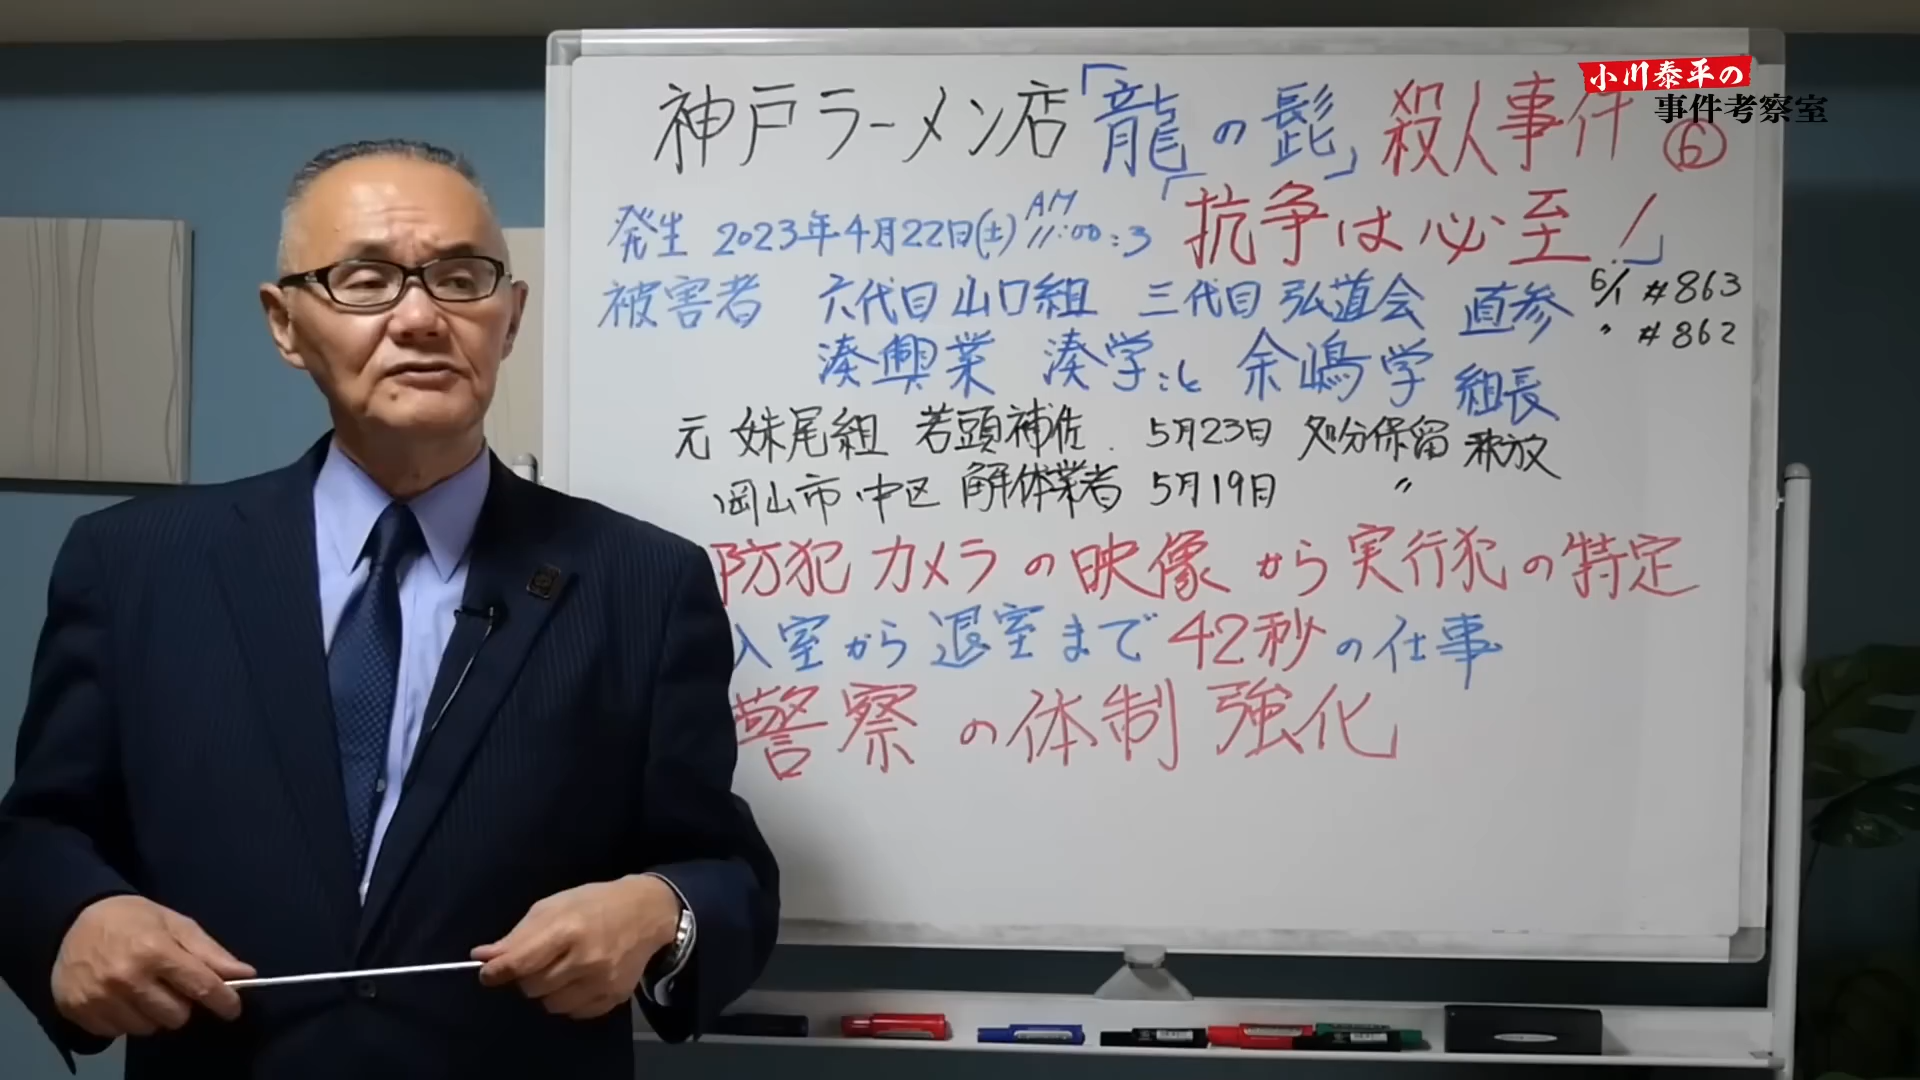 小川泰平の
事件考察室
神戸ラーメン店「龍の髭」殺人事件⑥
発生 2023年4月22日(土) AM 11:00:3 「抗争は必至!」
被害者 六代目山口組 三代目弘道会 直参 6/1 #863
〃 #862
湊興業 湊学こと 余嶋学 組長
元 妹尾組 若頭補佐. 5月23日 処分保留 釈放
岡山市中区 解体業者 5月19日 〃
防犯カメラの映像から実行犯の特定
入室から退室まで42秒の仕事
警察の体制強化